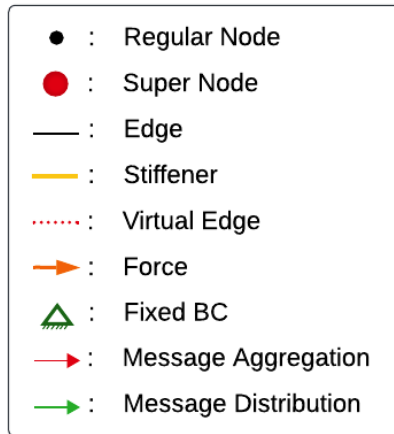 : Regular Node
: Super Node
: Edge
: Stiffener
: Virtual Edge
: Force
: Fixed BC
: Message Aggregation
: Message Distribution